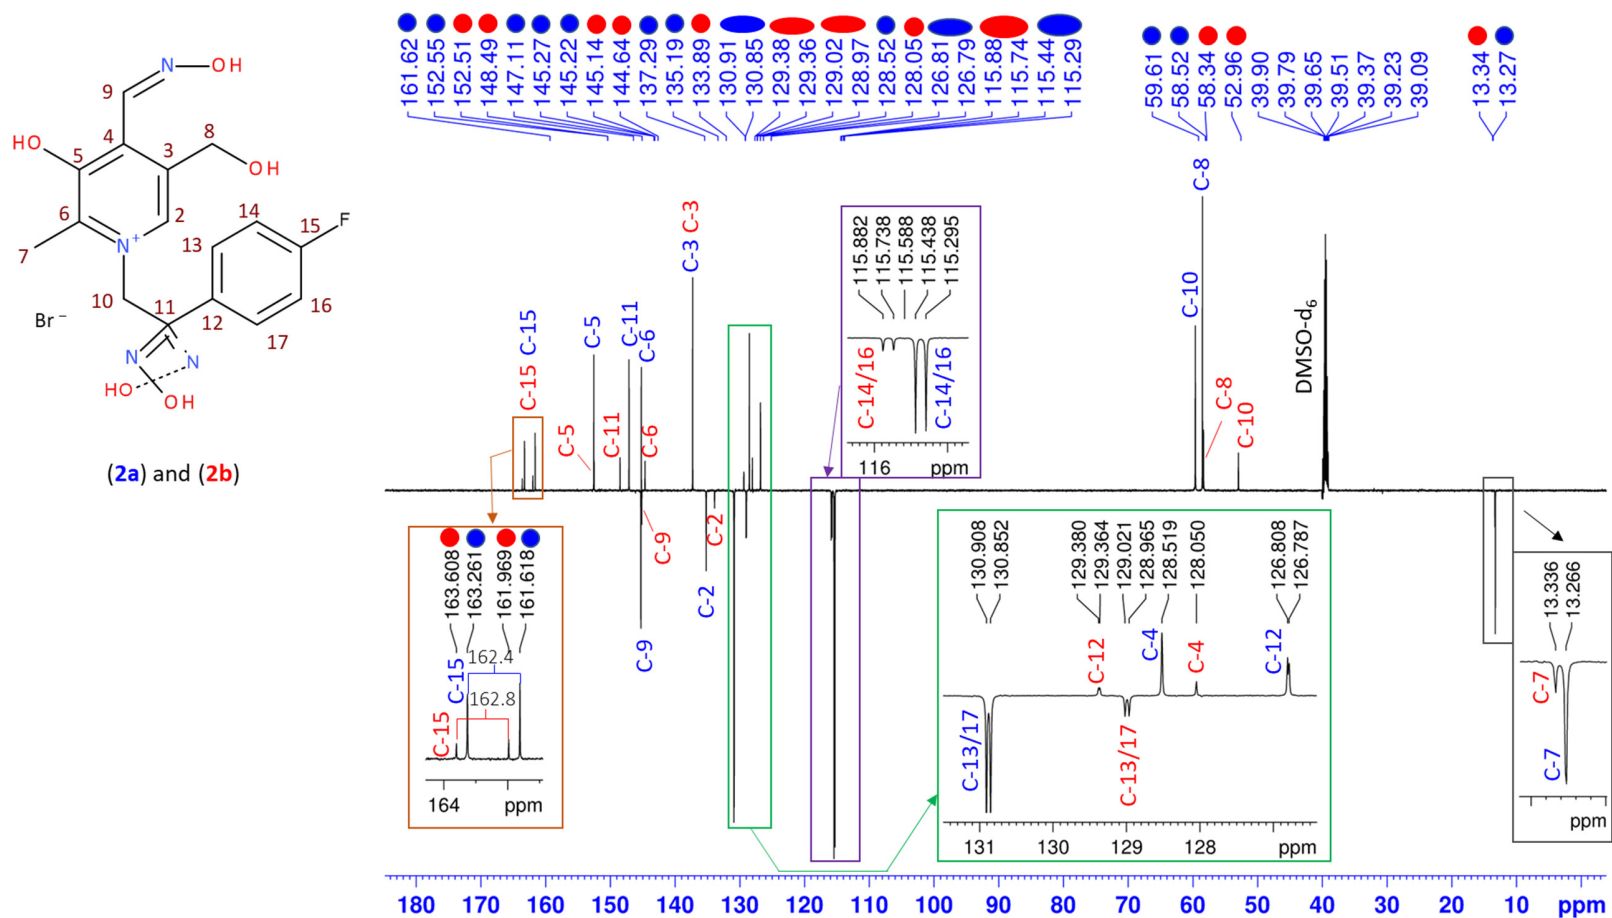 161.62
152.55
152.51
148.49
147.11
145.27
145.22
145.14
144.64
137.29
135.19
133.89
130.91
130.85
129.38
129.36
129.02
128.97
128.52
128.05
126.81
126.79
115.88
115.74
115.44
115.29
59.61
58.52
58.34
52.96
39.90
39.79
39.65
39.51
39.37
39.23
39.09
13.34
13.27
N
OH
9
HO
5
4
3
8
OH
6
2
7
N+
14
15
F
13
10
11
12
16
17
Br−
N
N
HO
OH
(2a) and (2b)
C-15
C-15
C-5
C-5
C-11
C-11
C-6
C-6
C-3
C-3
C-9
C-9
C-2
C-2
C-8
C-10
C-8
C-10
DMSO-d6
115.882
115.738
115.588
115.438
115.295
C-14/16
C-14/16
116
ppm
163.608
163.261
161.969
161.618
C-15
C-15
162.4
162.8
164
ppm
130.908
130.852
129.380
129.364
129.021
128.965
128.519
128.050
126.808
126.787
C-13/17
C-12
C-13/17
C-4
C-4
C-12
131
130
129
128
ppm
13.336
13.266
C-7
C-7
ppm
180
170
160
150
140
130
120
110
100
90
80
70
60
50
40
30
20
10
ppm